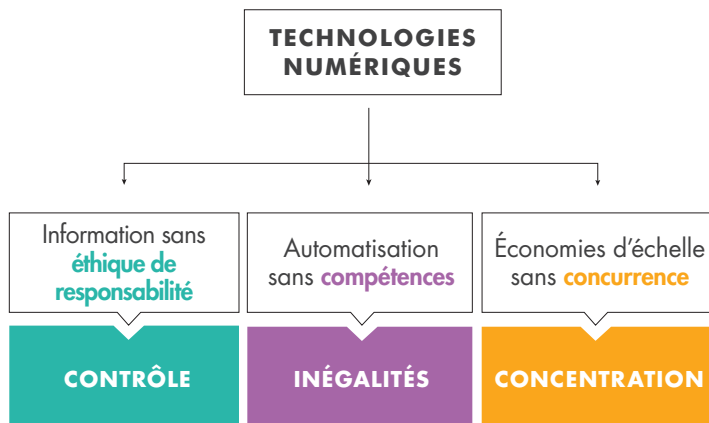 TECHNOLOGIES
NUMÉRIQUES
Information sans
éthique de
responsabilité
Automatisation
sans compétences
Économies d'échelle
sans concurrence
CONTRÔLE
INÉGALITÉS
CONCENTRATION